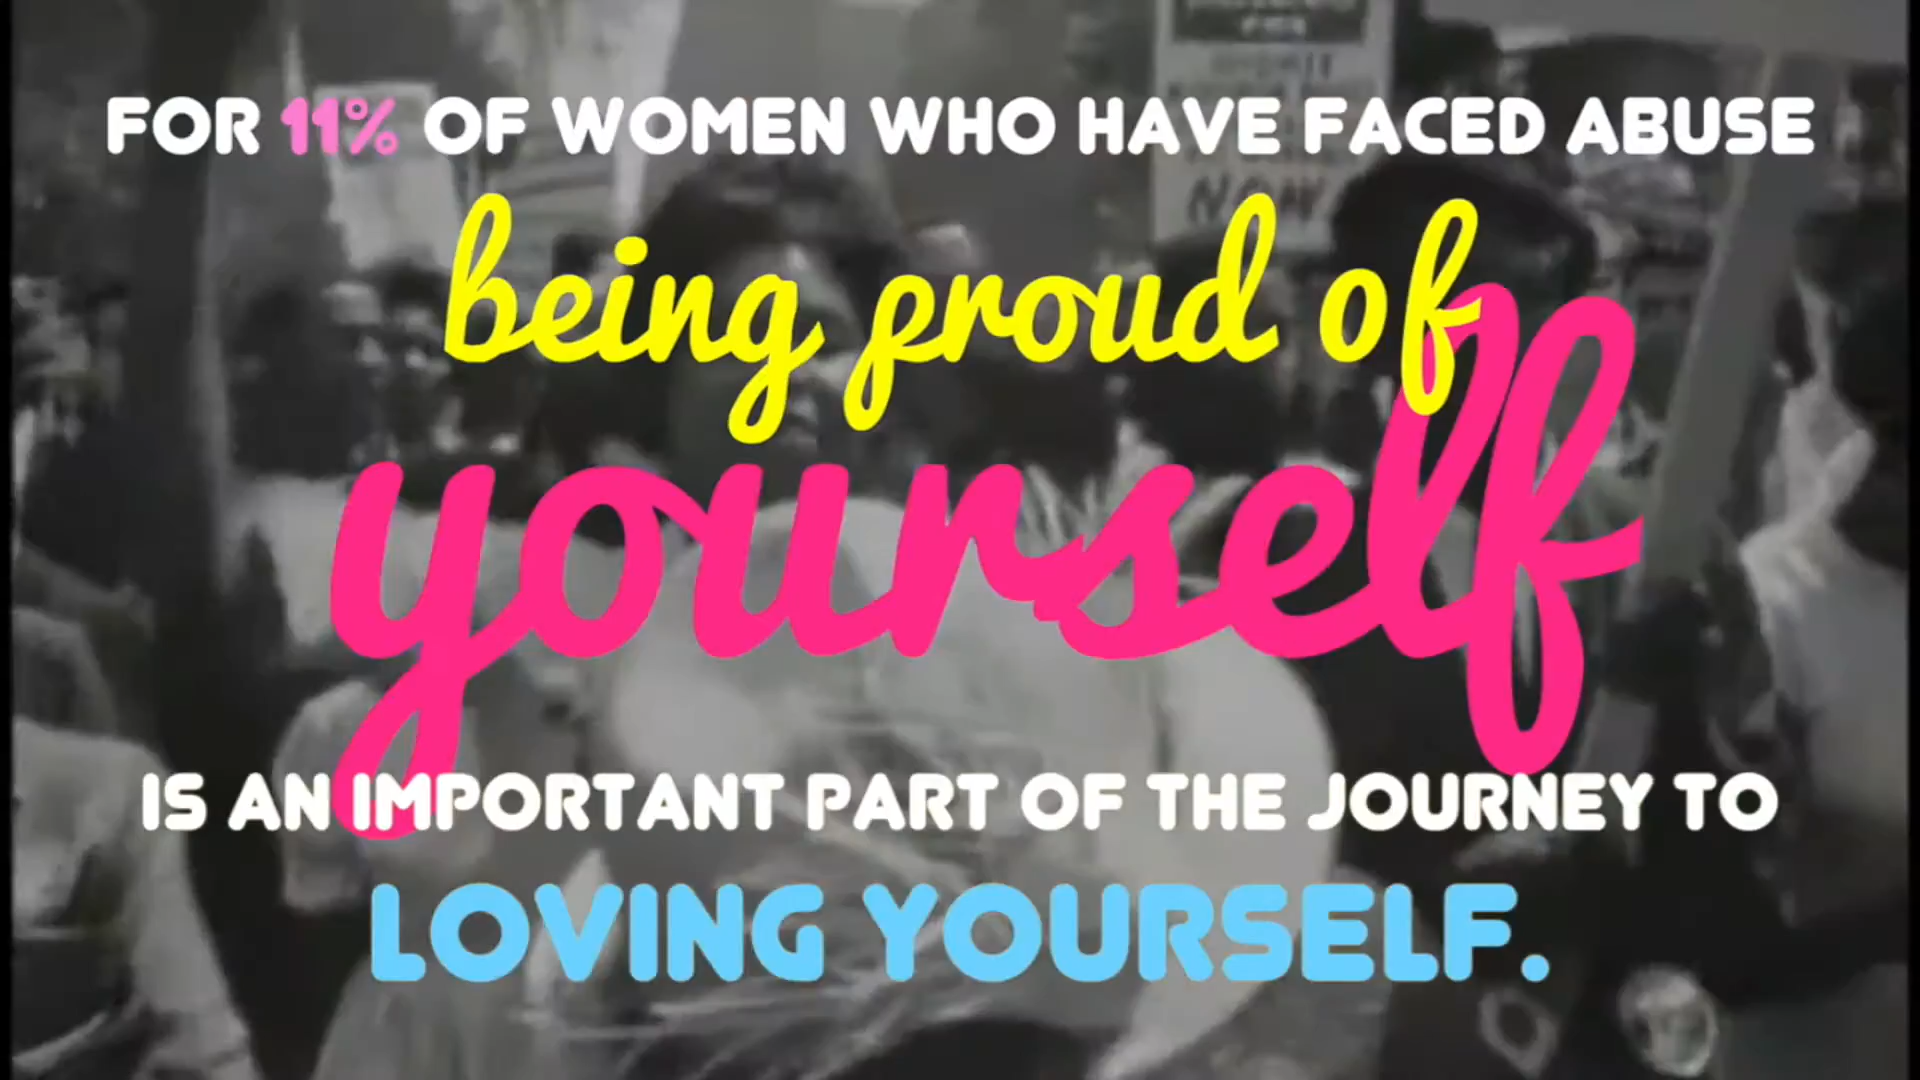 FOR 11% OF WOMEN WHO HAVE FACED ABUSE
being proud of
yourself
IS AN IMPORTANT PART OF THE JOURNEY TO
LOVING YOURSELF.
NOW